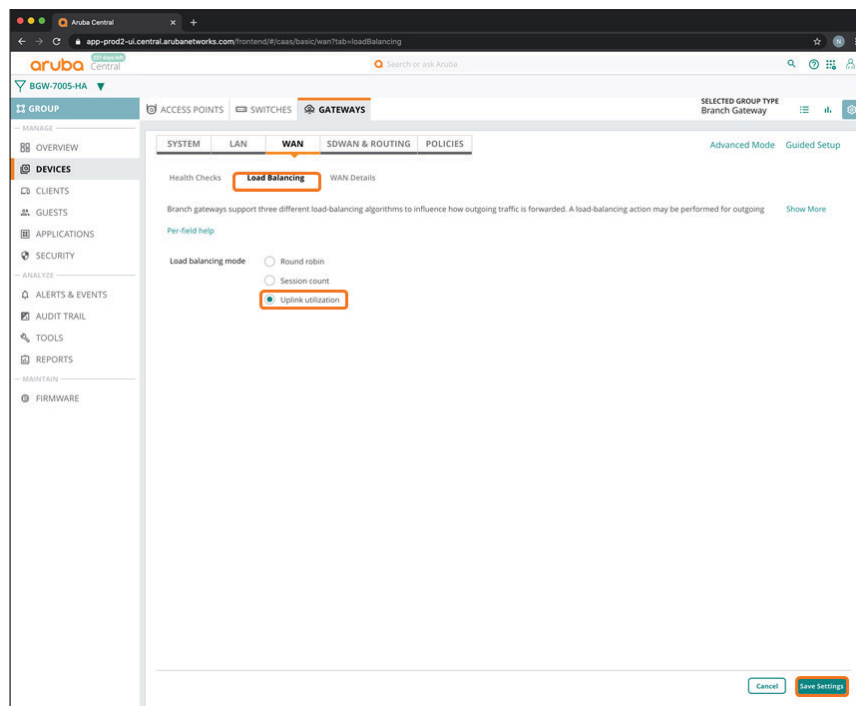 Aruba Central
app-prod2-ui.central.arubanetworks.com/frontend/#/caas/basic/wan?tab=loadBalancing
aruba Central
Search or ask Aruba
BGW-7005-HA
GROUP
ACCESS POINTS SWITCHES GATEWAYS
SELECTED GROUP TYPE
Branch Gateway
MANAGE
OVERVIEW
DEVICES
CLIENTS
GUESTS
APPLICATIONS
SECURITY
ANALYZE
ALERTS & EVENTS
AUDIT TRAIL
TOOLS
REPORTS
MAINTAIN
FIRMWARE
SYSTEM LAN WAN SDWAN & ROUTING POLICIES
Advanced Mode Guided Setup
Health Checks Load Balancing WAN Details
Branch gateways support three different load-balancing algorithms to influence how outgoing traffic is forwarded. A load-balancing action may be performed for outgoing Show More
Per-field help
Load balancing mode Round robin
Session count
Uplink utilization
Cancel Save Settings